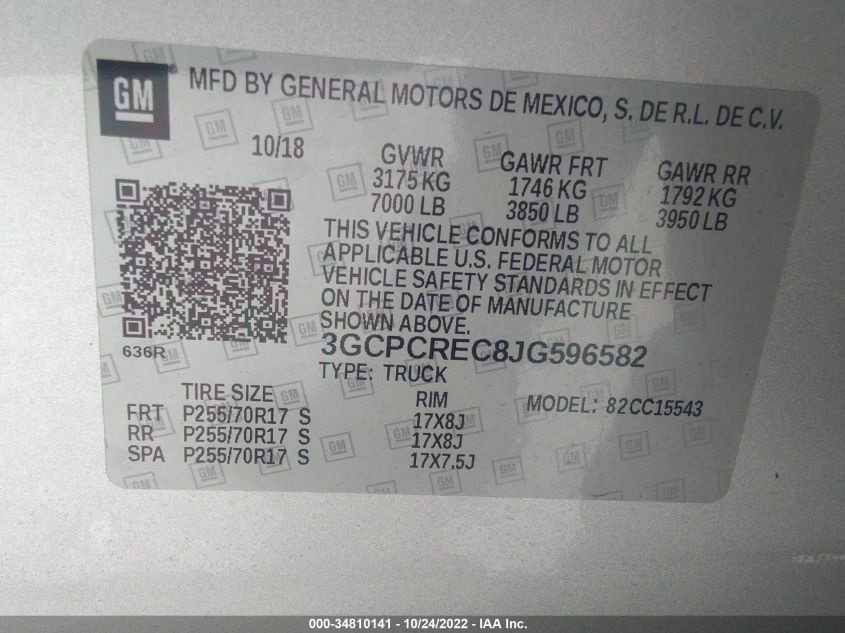 GM ® MFD BY GENERAL MOTORS DE MEXICO, S. DE R.L. DE C.V.
10/18
GVWR GAWR FRT GAWR RR
3175 KG 1746 KG 1792 KG
7000 LB 3850 LB 3950 LB
THIS VEHICLE CONFORMS TO ALL
APPLICABLE U.S. FEDERAL MOTOR
VEHICLE SAFETY STANDARDS IN EFFECT
ON THE DATE OF MANUFACTURE
SHOWN ABOVE.
636R
3GCPCREC8JG596582
TYPE: TRUCK
TIRE SIZE RIM MODEL: 82CC15543
FRT P255/70R17 S 17X8J
RR P255/70R17 S 17X8J
SPA P255/70R17 S 17X7.5J
000-34810141 - 10/24/2022 - IAA Inc.